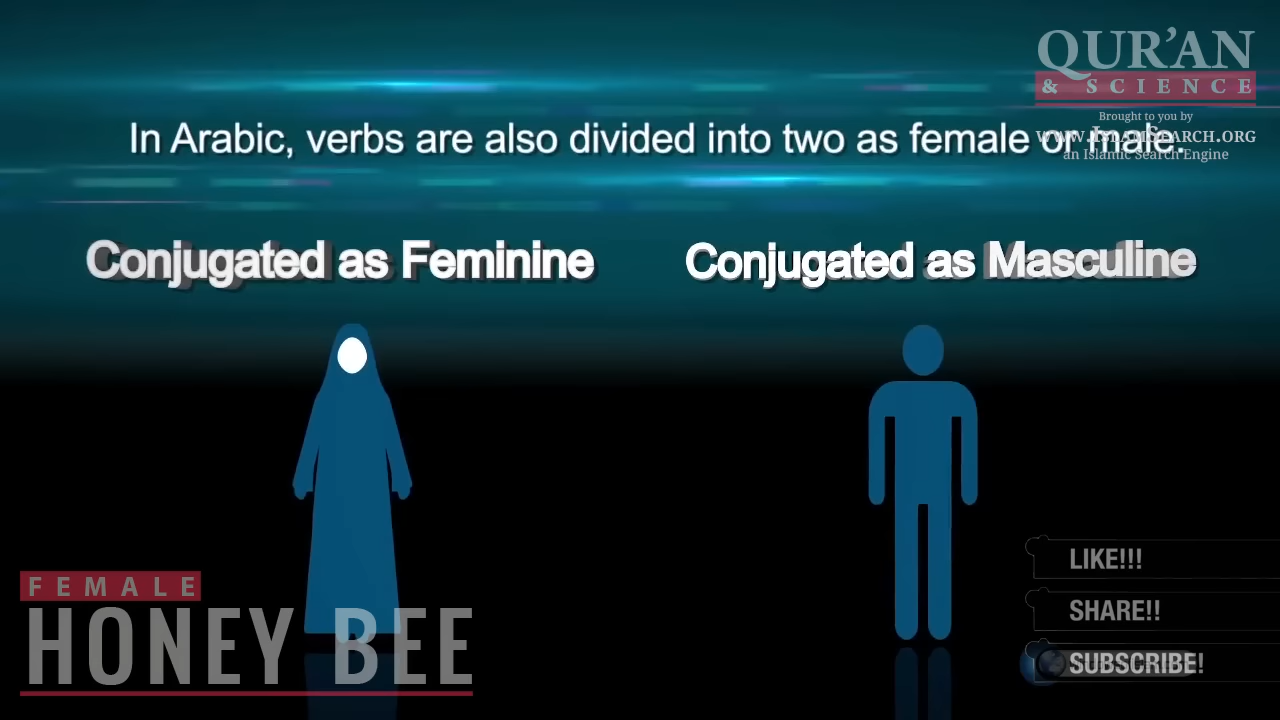 QUR'AN
& SCIENCE
Brought to you by
In Arabic, verbs are also divided into two as female or male.
an Islamic Search Engine
Conjugated as Feminine
Conjugated as Masculine
LIKE!!!
SHARE!!
SUBSCRIBE!
FEMALE
HONEY BEE